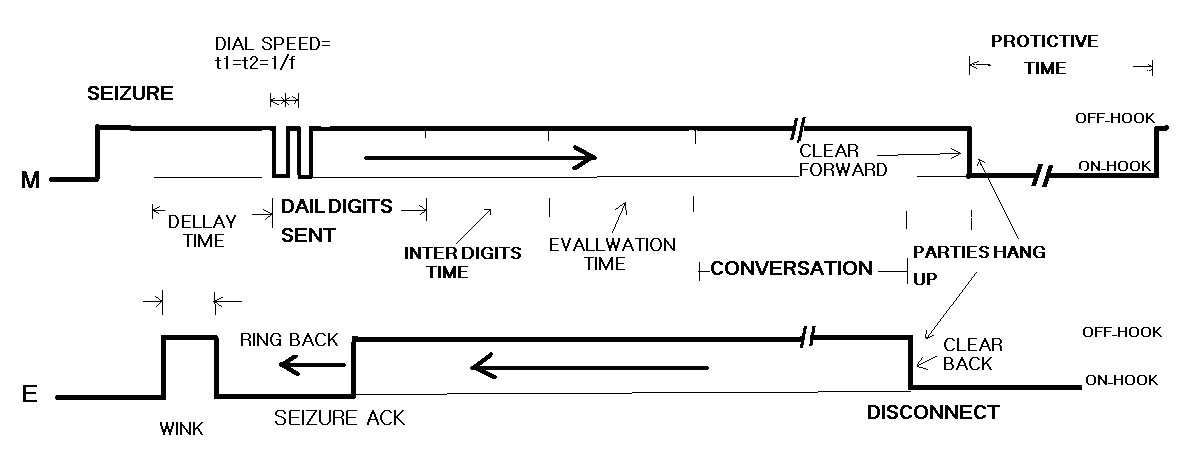 DIAL SPEED=
t1=t2=1/f
PROTICTIVE
TIME
SEIZURE
OFF-HOOK
CLEAR
FORWARD
ON-HOOK
M
DELLAY
TIME
DAIL DIGITS
SENT
INTER DIGITS
TIME
EVALLWATION
TIME
CONVERSATION
PARTIES HANG
UP
RING BACK
OFF-HOOK
CLEAR
BACK
ON-HOOK
E
WINK
SEIZURE ACK
DISCONNECT